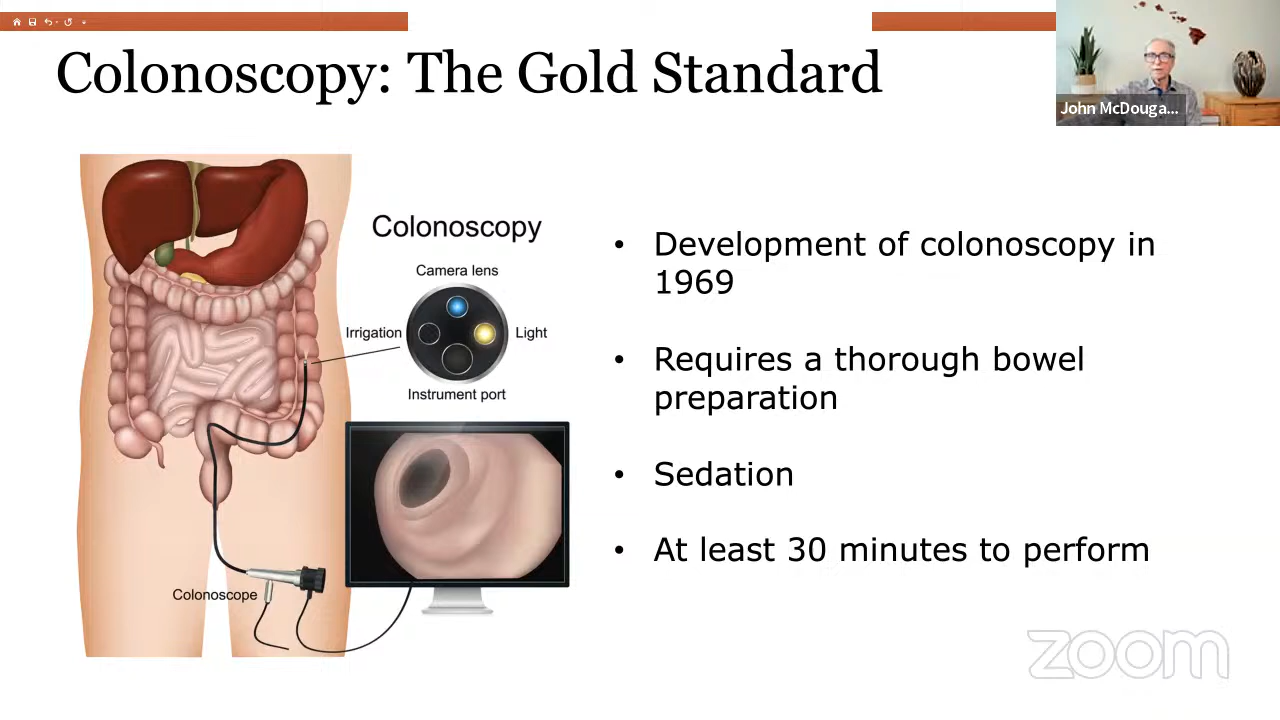 Colonoscopy: The Gold Standard
John McDouga...
Colonoscopy
Camera lens
Irrigation
Light
Instrument port
Colonoscope
• Development of colonoscopy in
1969
• Requires a thorough bowel
preparation
• Sedation
• At least 30 minutes to perform
zoom